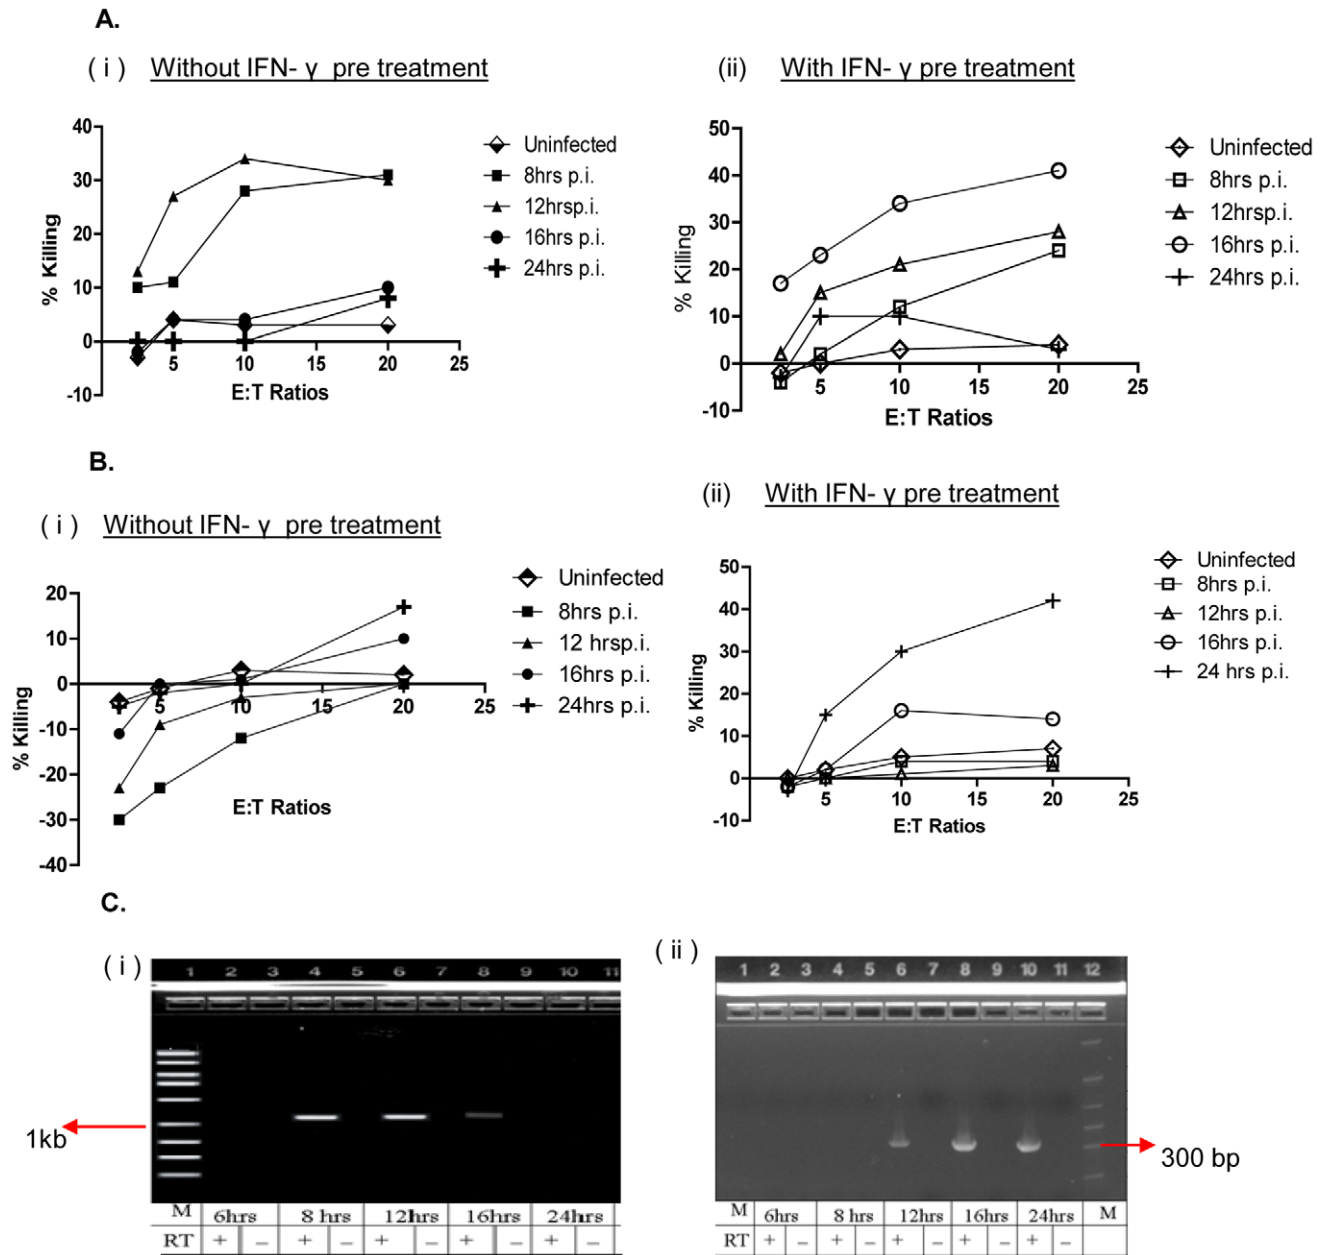 A.
( i ) Without IFN- γ pre treatment
40
30
20
10
0
-10
5
10
15
20
25
% Killing
E:T Ratios
Uninfected
8hrs p.i.
12hrsp.i.
16hrs p.i.
24hrs p.i.
(ii) With IFN- γ pre treatment
50
40
30
20
10
0
-10
5
10
15
20
25
% Killing
E:T Ratios
Uninfected
8hrs p.i.
12hrsp.i.
16hrs p.i.
24hrs p.i.
B.
( i ) Without IFN- γ pre treatment
20
10
0
-10
-20
-30
-40
5
10
15
20
25
% Killing
E:T Ratios
Uninfected
8hrs p.i.
12 hrsp.i.
16hrs p.i.
24hrs p.i.
(ii) With IFN- γ pre treatment
50
40
30
20
10
0
-10
5
10
15
20
25
% Killing
E:T Ratios
Uninfected
8hrs p.i.
12hrs p.i.
16hrs p.i.
24 hrs p.i.
C.
( i )
1 2 3 4 5 6 7 8 9 10 11
1kb
M 6hrs 8 hrs 12hrs 16hrs 24hrs
RT + – + – + – + – + –
( ii )
1 2 3 4 5 6 7 8 9 10 11 12
300 bp
M 6hrs 8 hrs 12hrs 16hrs 24hrs M
RT + – + – + – + – + –